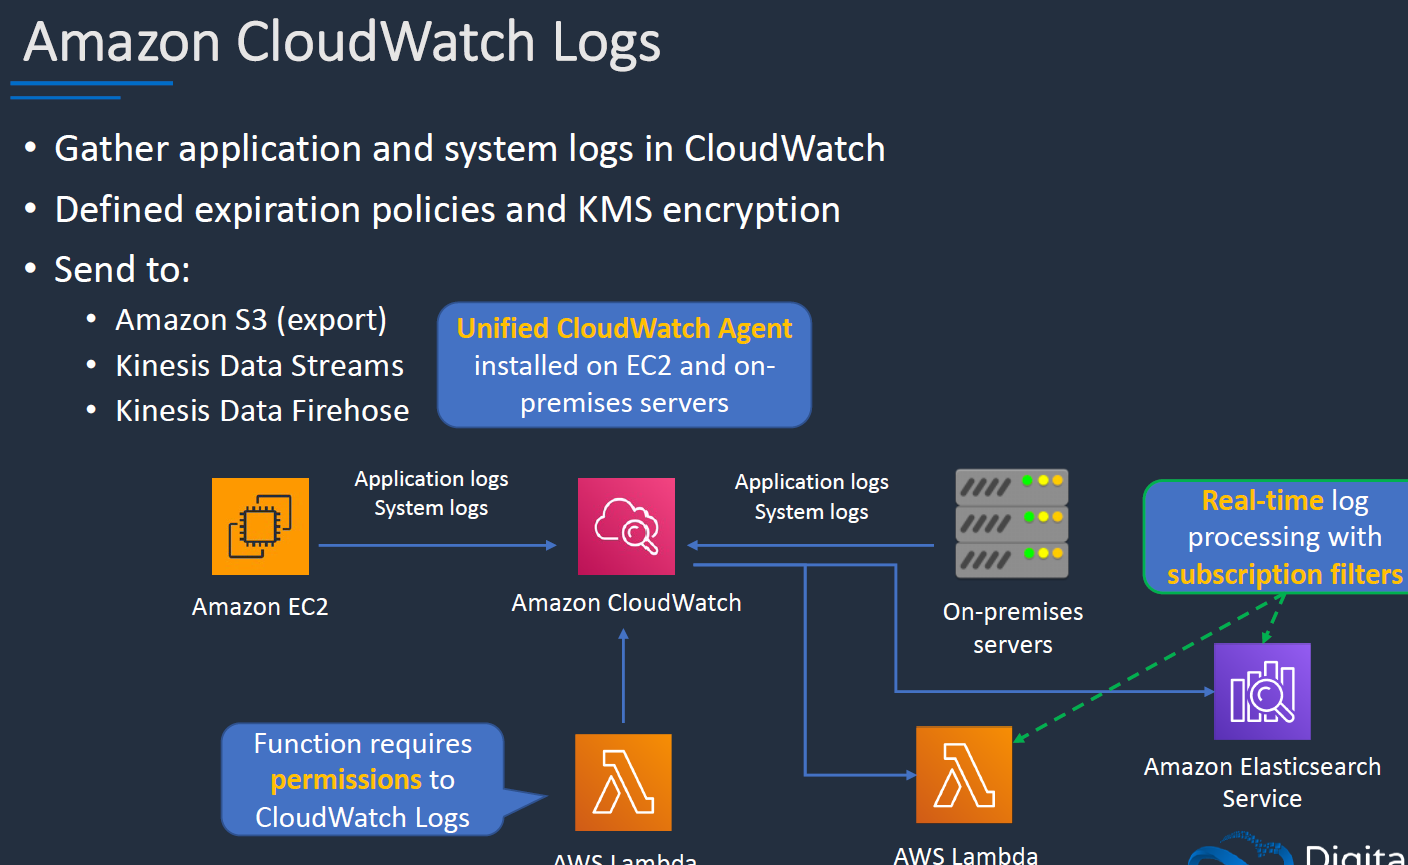 Amazon CloudWatch Logs
• Gather application and system logs in CloudWatch
• Defined expiration policies and KMS encryption
• Send to:
• Amazon S3 (export)
• Kinesis Data Streams
• Kinesis Data Firehose
Unified CloudWatch Agent
installed on EC2 and on-
premises servers
Application logs
System logs
Application logs
System logs
Real-time log
processing with
subscription filters
Amazon EC2
Amazon CloudWatch
On-premises
servers
Function requires
permissions to
CloudWatch Logs
Amazon Elasticsearch
Service
AWS Lambda
AWS Lambda
Digita